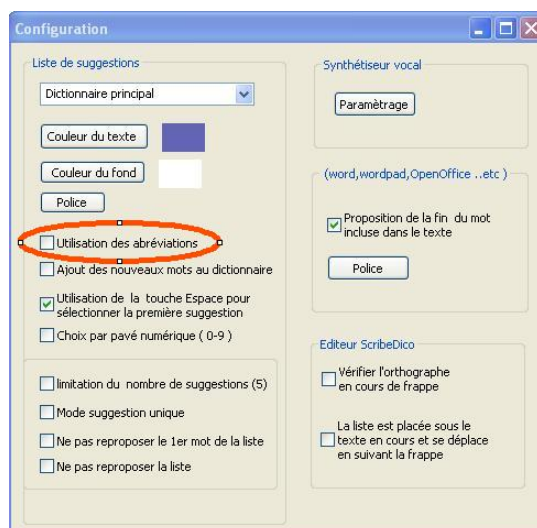 Configuration
Liste de suggestions
Dictionnaire principal
Couleur du texte
Couleur du fond
Police
Utilisation des abréviations
Ajout des nouveaux mots au dictionnaire
Utilisation de la touche Espace pour
sélectionner la première suggestion
Choix par pavé numérique ( 0-9 )
limitation du nombre de suggestions (5)
Mode suggestion unique
Ne pas reproposer le 1er mot de la liste
Ne pas reproposer la liste
Synthétiseur vocal
Paramètrage
(word,wordpad,OpenOffice ..etc )
Proposition de la fin du mot
incluse dans le texte
Police
Editeur ScribeDico
Vérifier l'orthographe
en cours de frappe
La liste est placée sous le
texte en cours et se déplace
en suivant la frappe